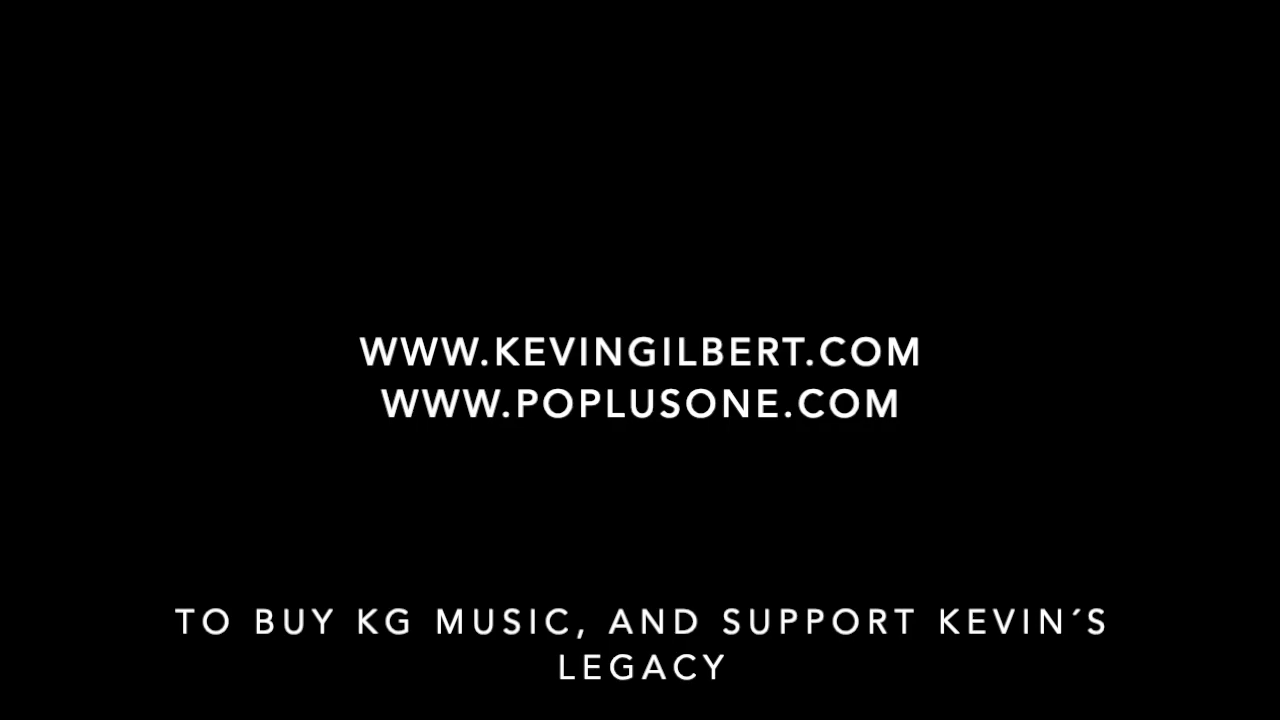 WWW.KEVINGILBERT.COM
WWW.POPLUSONE.COM
TO BUY KG MUSIC, AND SUPPORT KEVIN´S
LEGACY